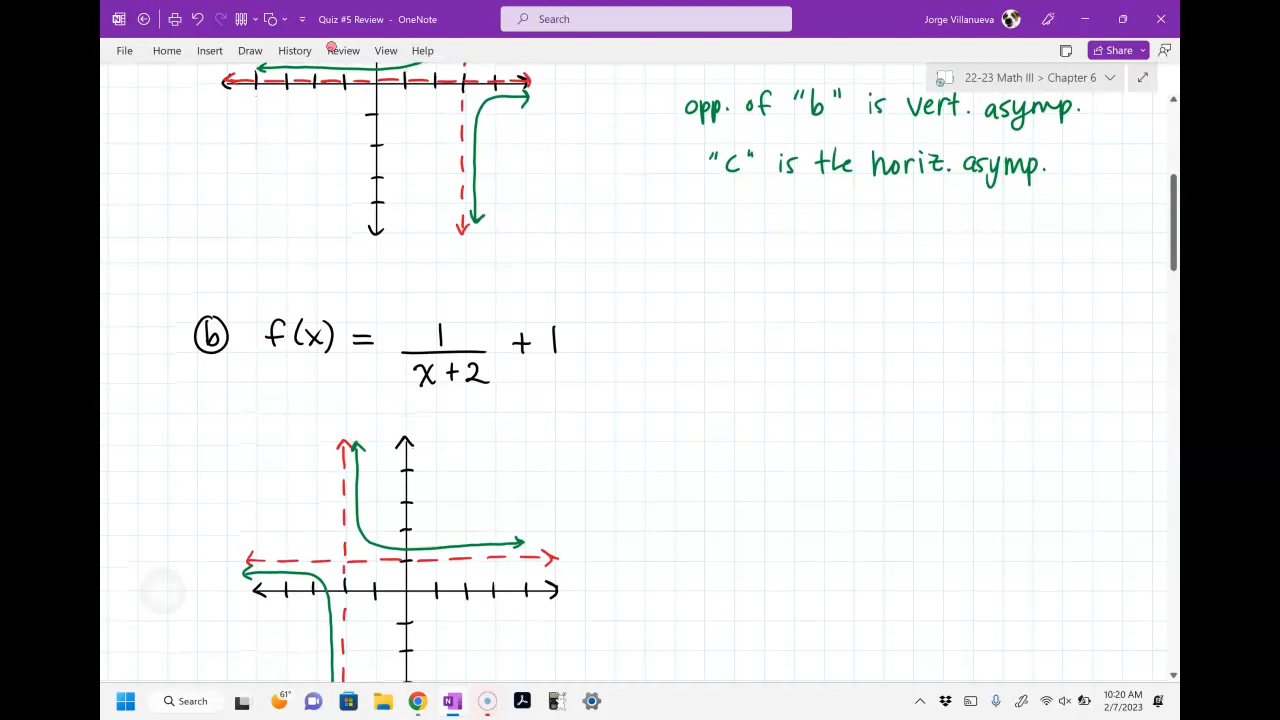 Quiz #5 Review - OneNote
Search
Jorge Villanueva
File Home Insert Draw History Review View Help
Share
22-23 Math III > Chapter 6
opp. of "b" is vert. asymp.
"c" is the horiz. asymp.
ⓑ f(x) = 1/(x+2) + 1
61°
Search
10:20 AM
2/7/2023